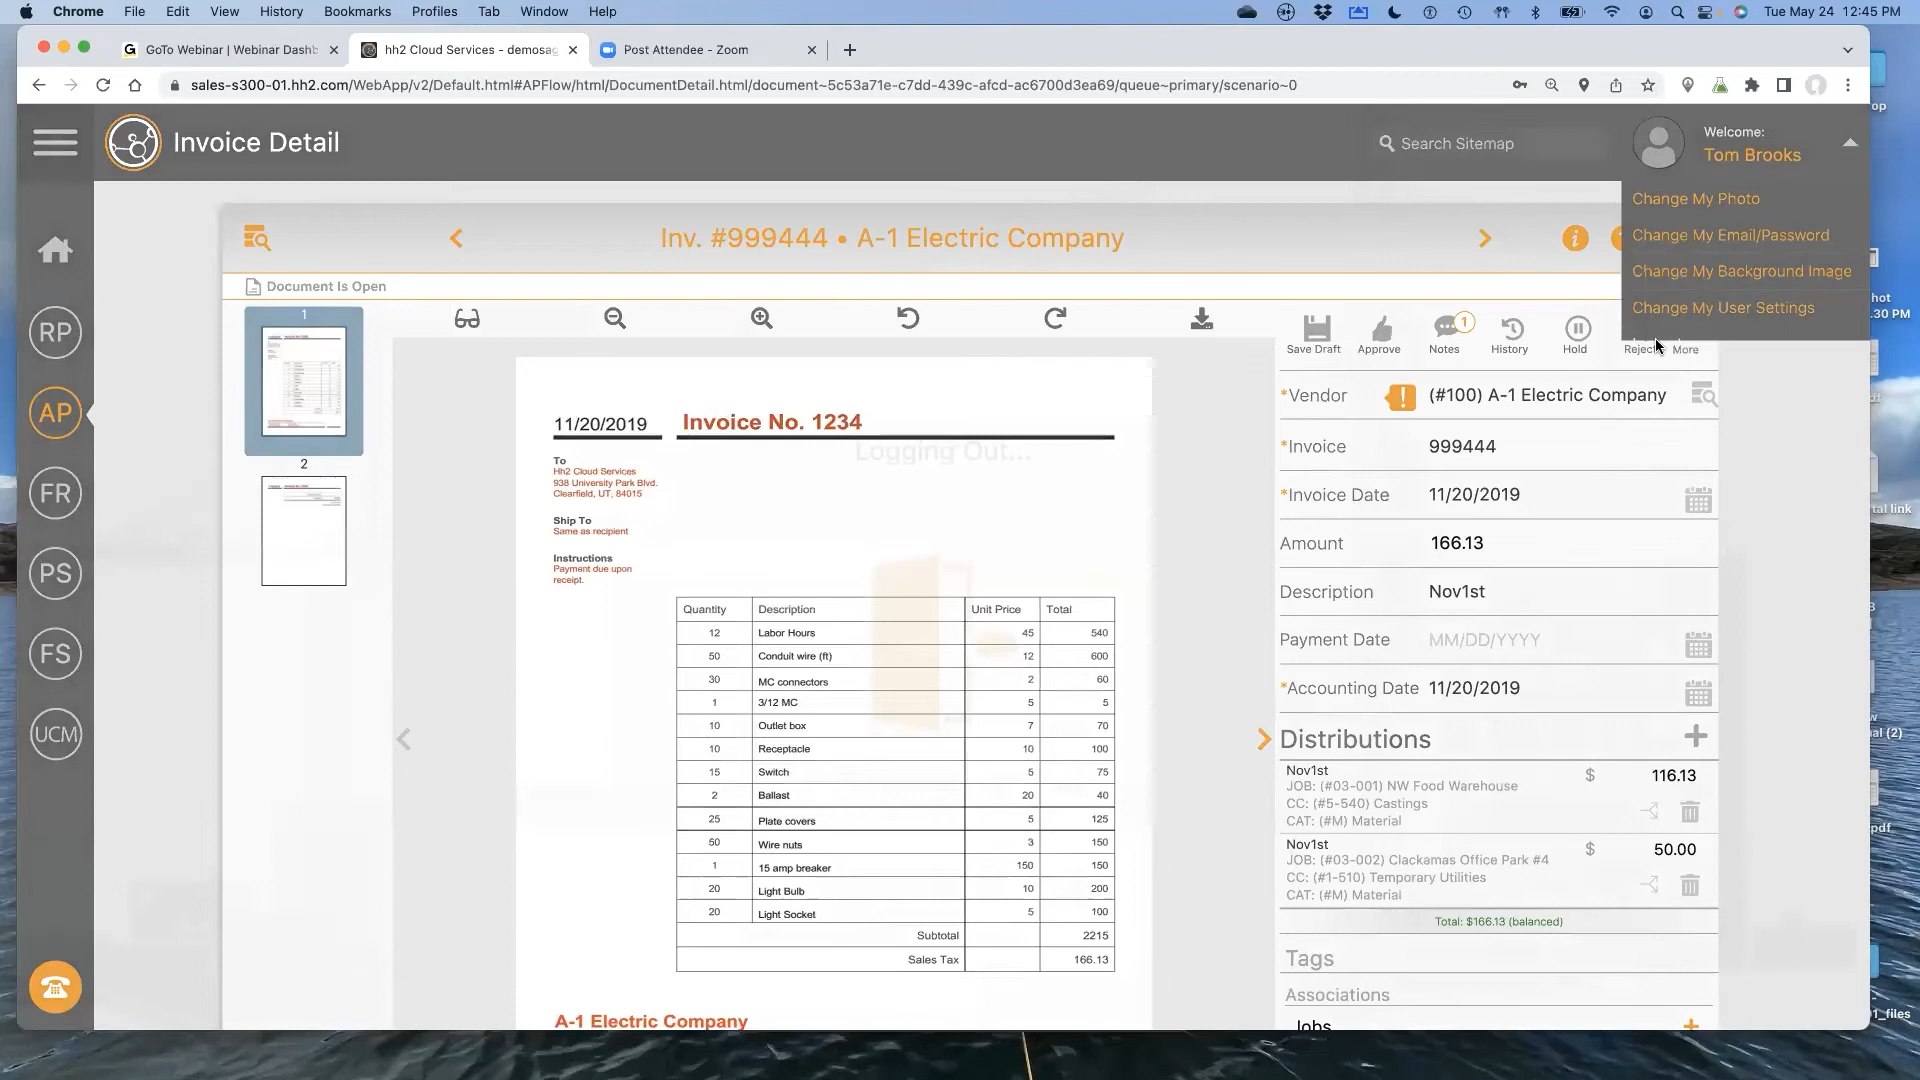 Chrome File Edit View History Bookmarks Profiles Tab Window Help Tue May 24 12:45 PM
GoTo Webinar | Webinar Dashb hh2 Cloud Services - demosag Post Attendee - Zoom
sales-s300-01.hh2.com/WebApp/v2/Default.html#APFlow/html/DocumentDetail.html/document~5c53a71e-c7dd-439c-afcd-ac6700d3ea69/queue~primary/scenario~0
Invoice Detail
Search Sitemap
Welcome:
Tom Brooks
Change My Photo
Change My Email/Password
Change My Background Image
Change My User Settings
RP
AP
FR
PS
FS
UCM
Inv. #999444 • A-1 Electric Company
Document Is Open
1
2
Save Draft Approve Notes 1 History Hold Reject More
11/20/2019 Invoice No. 1234
Logging Out...
To
Hh2 Cloud Services
938 University Park Blvd.
Clearfield, UT, 84015
Ship To
Same as recipient
Instructions
Payment due upon
receipt.
Quantity Description Unit Price Total
12 Labor Hours 45 540
50 Conduit wire (ft) 12 600
30 MC connectors 2 60
1 3/12 MC 5 5
10 Outlet box 7 70
10 Receptacle 10 100
15 Switch 5 75
2 Ballast 20 40
25 Plate covers 5 125
50 Wire nuts 3 150
1 15 amp breaker 150 150
20 Light Bulb 10 200
20 Light Socket 5 100
Subtotal 2215
Sales Tax 166.13
A-1 Electric Company
*Vendor (#100) A-1 Electric Company
*Invoice 999444
*Invoice Date 11/20/2019
Amount 166.13
Description Nov1st
Payment Date MM/DD/YYYY
*Accounting Date 11/20/2019
Distributions
Nov1st $ 116.13
JOB: (#03-001) NW Food Warehouse
CC: (#5-540) Castings
CAT: (#M) Material
Nov1st $ 50.00
JOB: (#03-002) Clackamas Office Park #4
CC: (#1-510) Temporary Utilities
CAT: (#M) Material
Total: $166.13 (balanced)
Tags
Associations
Jobs
op
hot
.30 PM
tal link
al (2)
pdf
01_files